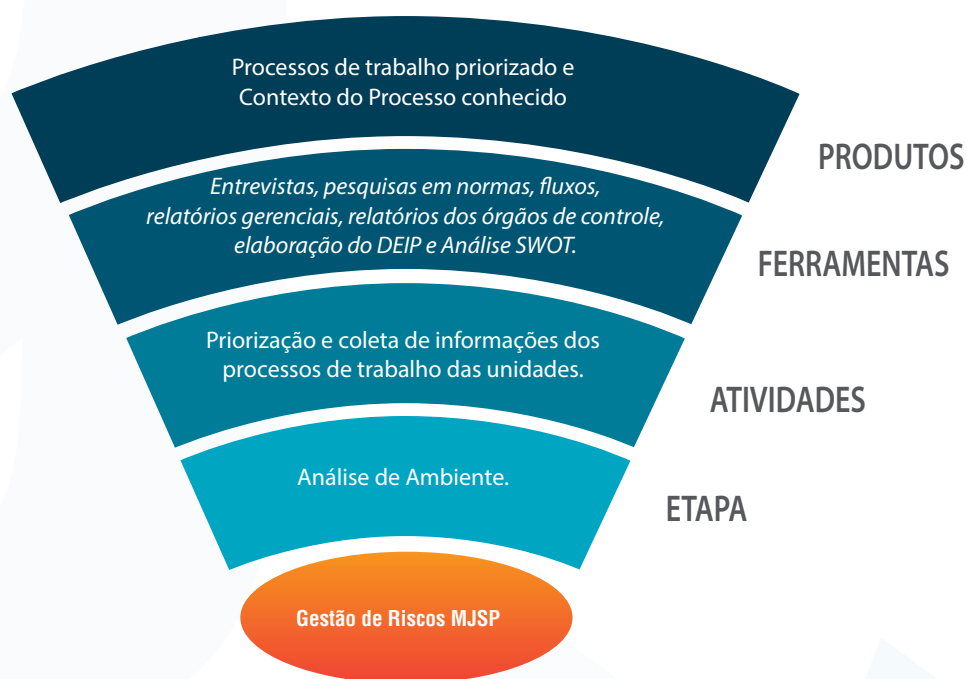 Processos de trabalho priorizado e
Contexto do Processo conhecido
PRODUTOS
Entrevistas, pesquisas em normas, fluxos,
relatórios gerenciais, relatórios dos órgãos de controle,
elaboração do DEIP e Análise SWOT.
FERRAMENTAS
Priorização e coleta de informações dos
processos de trabalho das unidades.
ATIVIDADES
Análise de Ambiente.
ETAPA
Gestão de Riscos MJSP